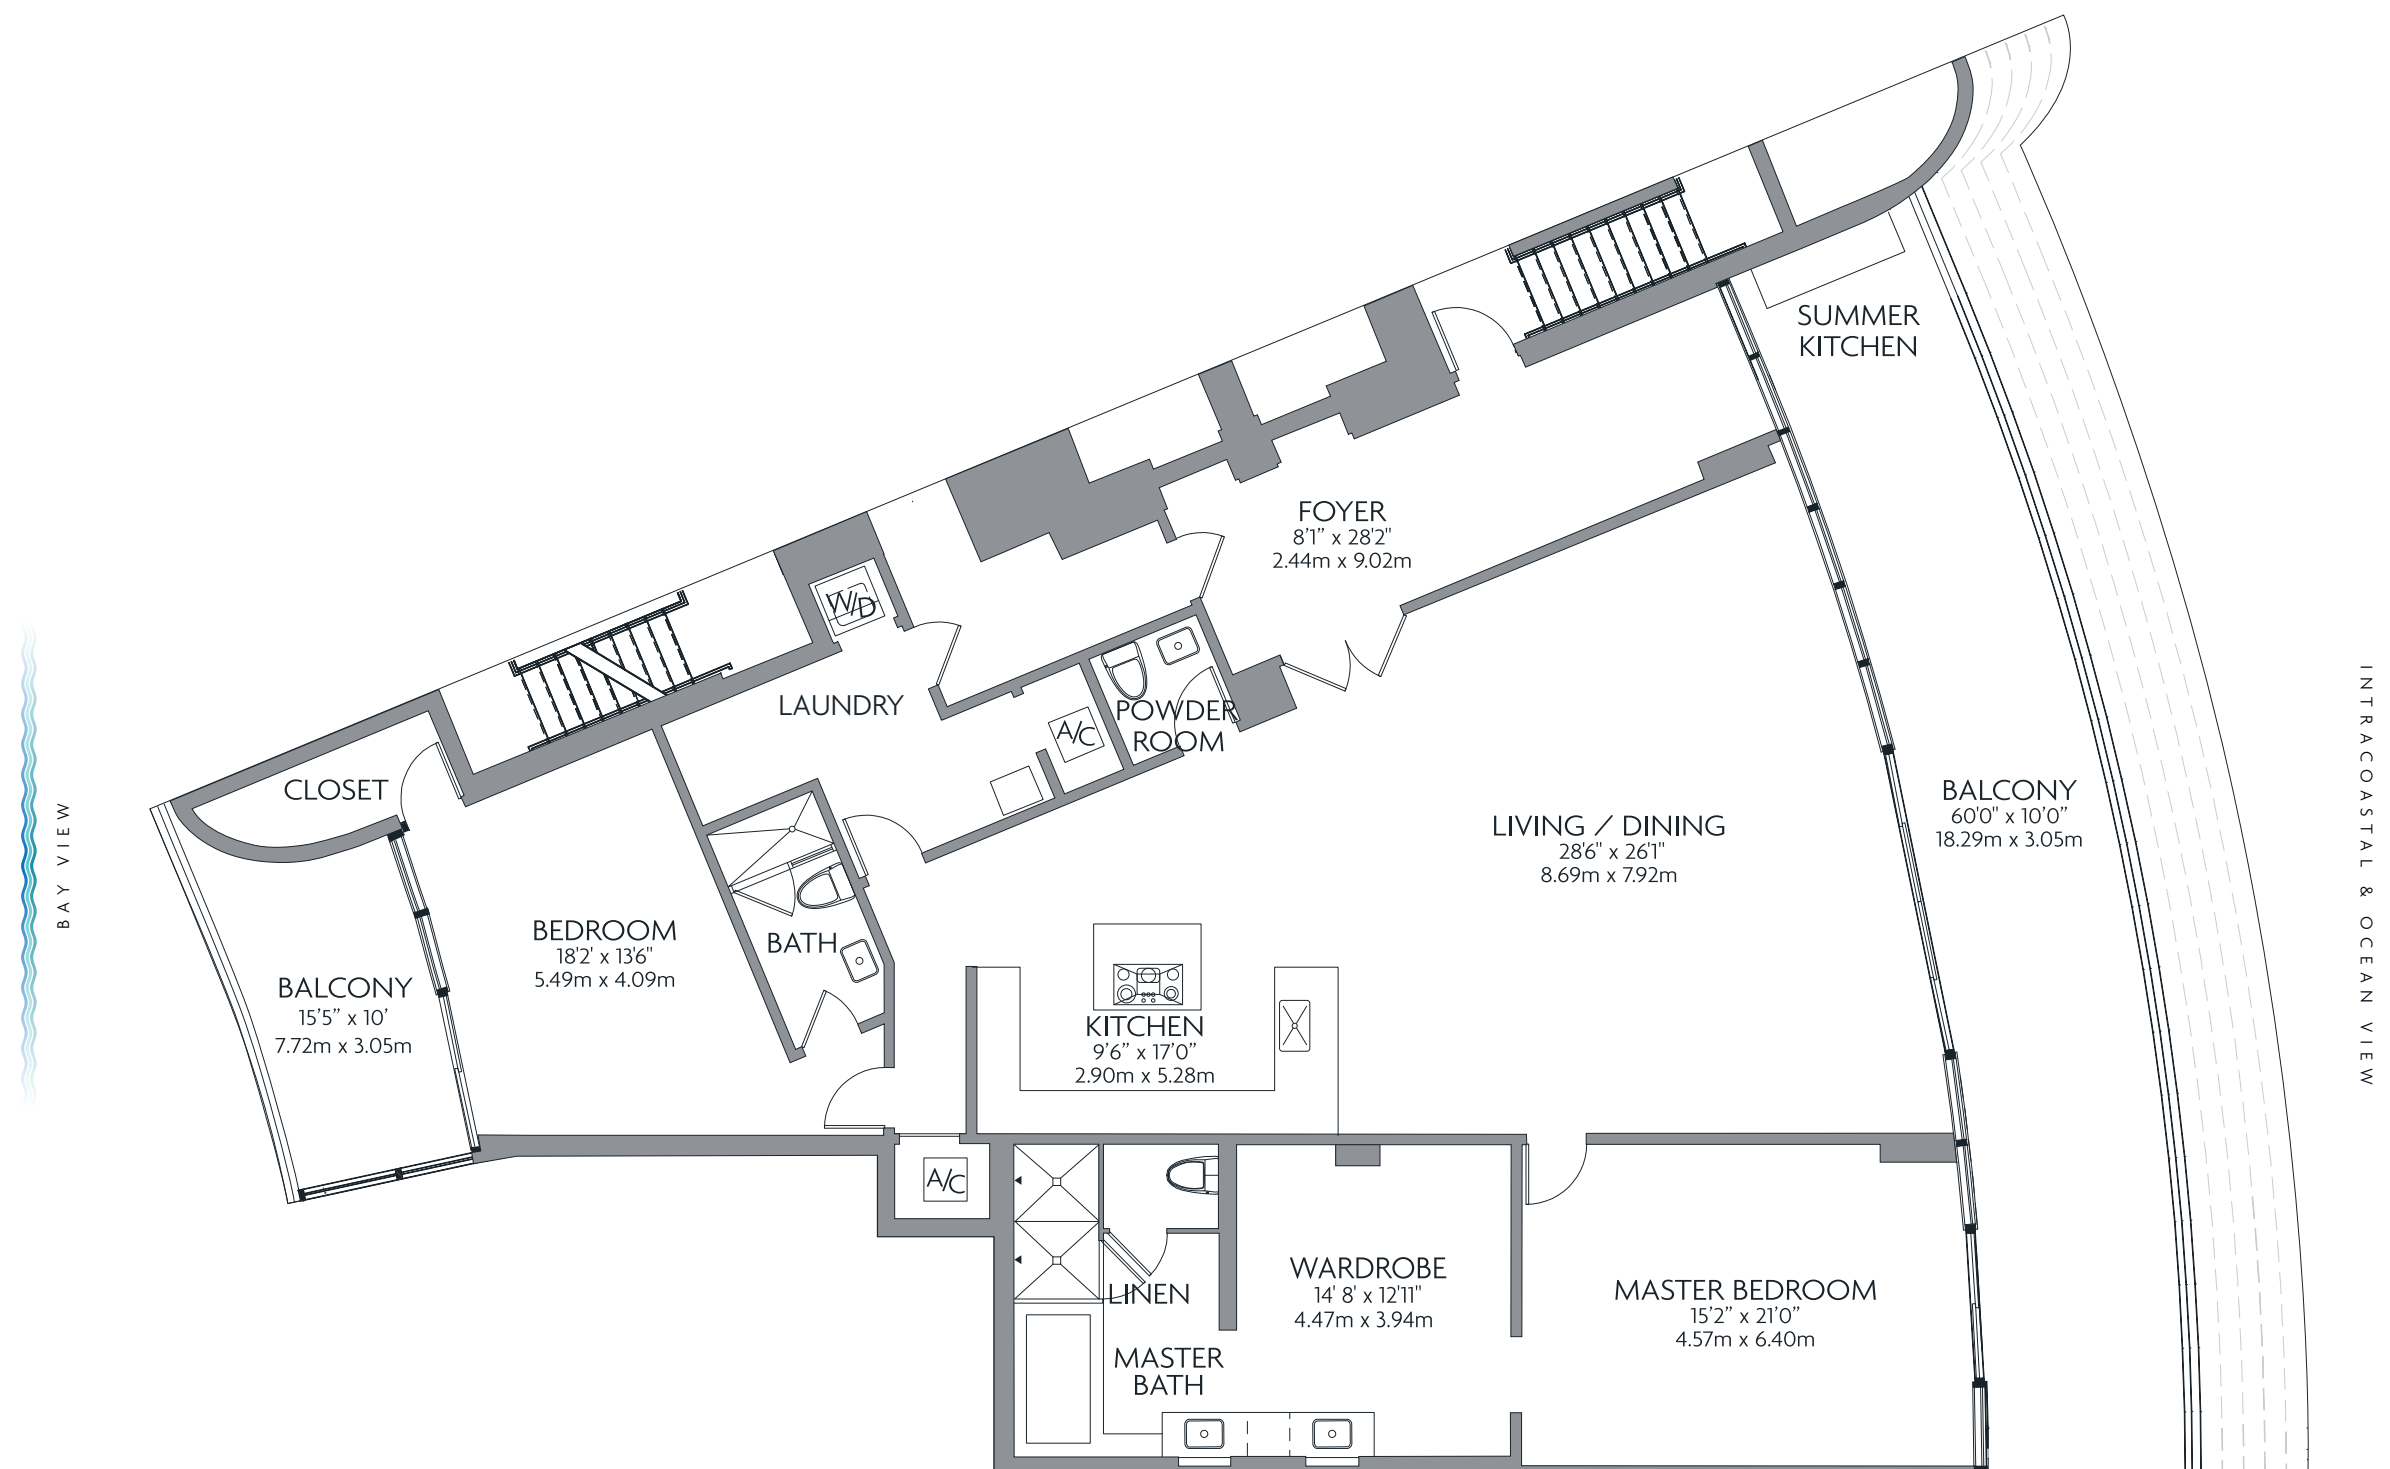 SUMMER
KITCHEN
FOYER
8'1” x 28'2"
2.44m x 9.02m
W/D
LAUNDRY
A/C
POWDER
ROOM
CLOSET
BALCONY
60'0" x 10'0”
18.29m x 3.05m
LIVING / DINING
28'6" x 26'1"
8.69m x 7.92m
BEDROOM
18'2' x 13'6"
5.49m x 4.09m
BATH
BALCONY
15'5” x 10'
7.72m x 3.05m
KITCHEN
9'6” x 17'0”
2.90m x 5.28m
A/C
LINEN
WARDROBE
14' 8' x 12'11"
4.47m x 3.94m
MASTER BEDROOM
15'2” x 21'0”
4.57m x 6.40m
MASTER
BATH
BAY VIEW
INTRACOASTAL & OCEAN VIEW